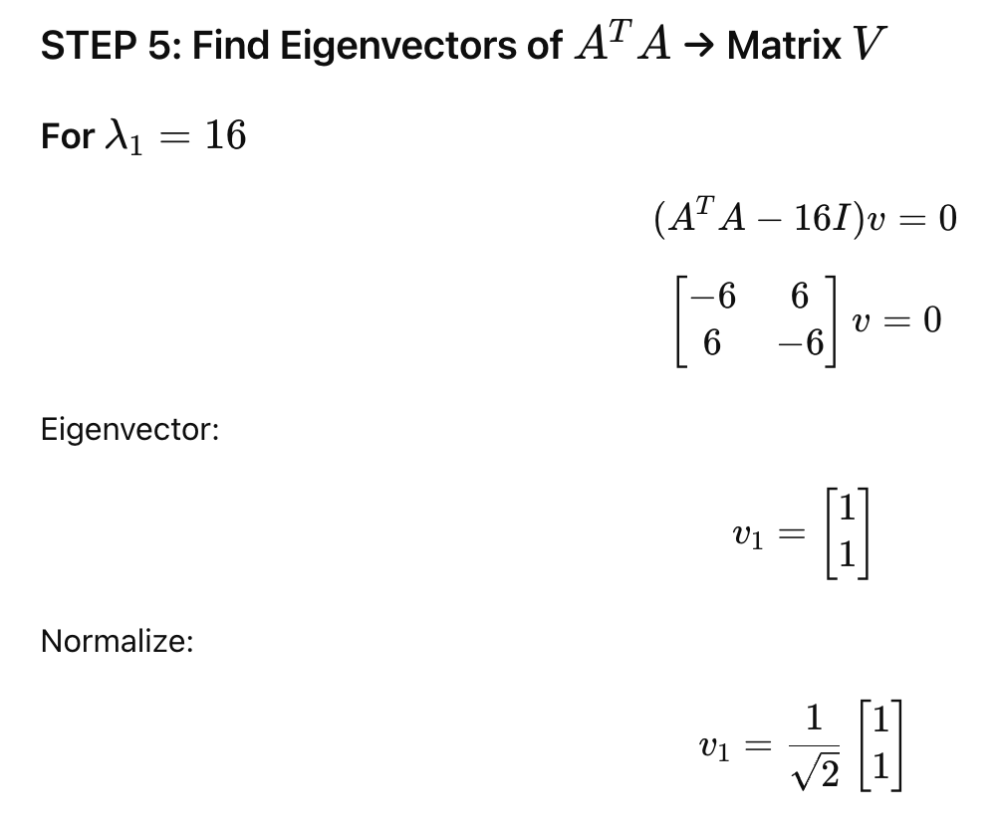 STEP 5: Find Eigenvectors of $A^T A$ → Matrix $V$
For $\lambda_1 = 16$
$(A^T A - 16I)v = 0$
$\begin{bmatrix} -6 & 6 \\ 6 & -6 \end{bmatrix} v = 0$
Eigenvector:
$v_1 = \begin{bmatrix} 1 \\ 1 \end{bmatrix}$
Normalize:
$v_1 = \frac{1}{\sqrt{2}} \begin{bmatrix} 1 \\ 1 \end{bmatrix}$